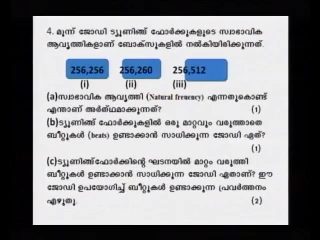 4. മൂന്ന് ജോഡി ട്യൂണിങ്ങ് ഫോർക്കുകളുടെ സ്വാഭാവിക
ആവൃത്തികളാണ് ബോക്സുകളിൽ നൽകിയിരിക്കുന്നത്.
256,256 256,260 256,512
(i) (ii) (iii)
(a)സ്വാഭാവിക ആവൃത്തി (Natural frenuency) എന്നതുകൊണ്ട്
എന്താണ് അർത്ഥമാക്കുന്നത്? (1)
(b)ട്യൂണിങ്ങ് ഫോർക്കുകളിൽ ഒരു മാറ്റവും വരുത്താതെ
ബീറ്റുകൾ (beats) ഉണ്ടാക്കാൻ സാധിക്കുന്ന ജോഡി ഏത്?
(1)
(c)ട്യൂണിങ്ങ്ഫോർക്കിന്റെ ഘടനയിൽ മാറ്റം വരുത്തി
ബീറ്റുകൾ ഉണ്ടാക്കാൻ സാധിക്കുന്ന ജോഡി ഏതാണ്? ഈ
ജോഡി ഉപയോഗിച്ച് ബീറ്റുകൾ ഉണ്ടാക്കുന്ന പ്രവർത്തനം
എഴുതൂ. (2)